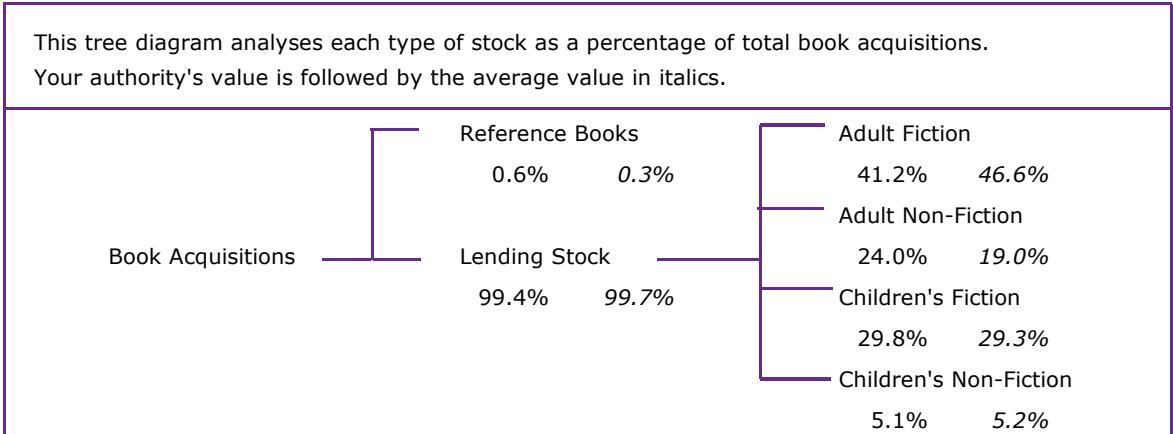 This tree diagram analyses each type of stock as a percentage of total book acquisitions.
Your authority's value is followed by the average value in italics.
Reference Books
Adult Fiction
0.6% 0.3%
41.2% 46.6%
Adult Non-Fiction
Book Acquisitions
Lending Stock
24.0% 19.0%
99.4% 99.7%
Children's Fiction
29.8% 29.3%
Children's Non-Fiction
5.1% 5.2%